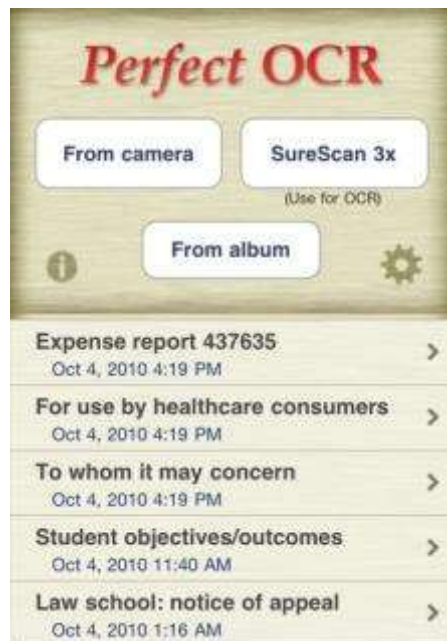 Perfect OCR
From camera
SureScan 3x
(Use for OCR)
From album
Expense report 437635
Oct 4, 2010 4:19 PM
For use by healthcare consumers
Oct 4, 2010 4:19 PM
To whom it may concern
Oct 4, 2010 4:19 PM
Student objectives/outcomes
Oct 4, 2010 11:40 AM
Law school: notice of appeal
Oct 4, 2010 1:16 AM